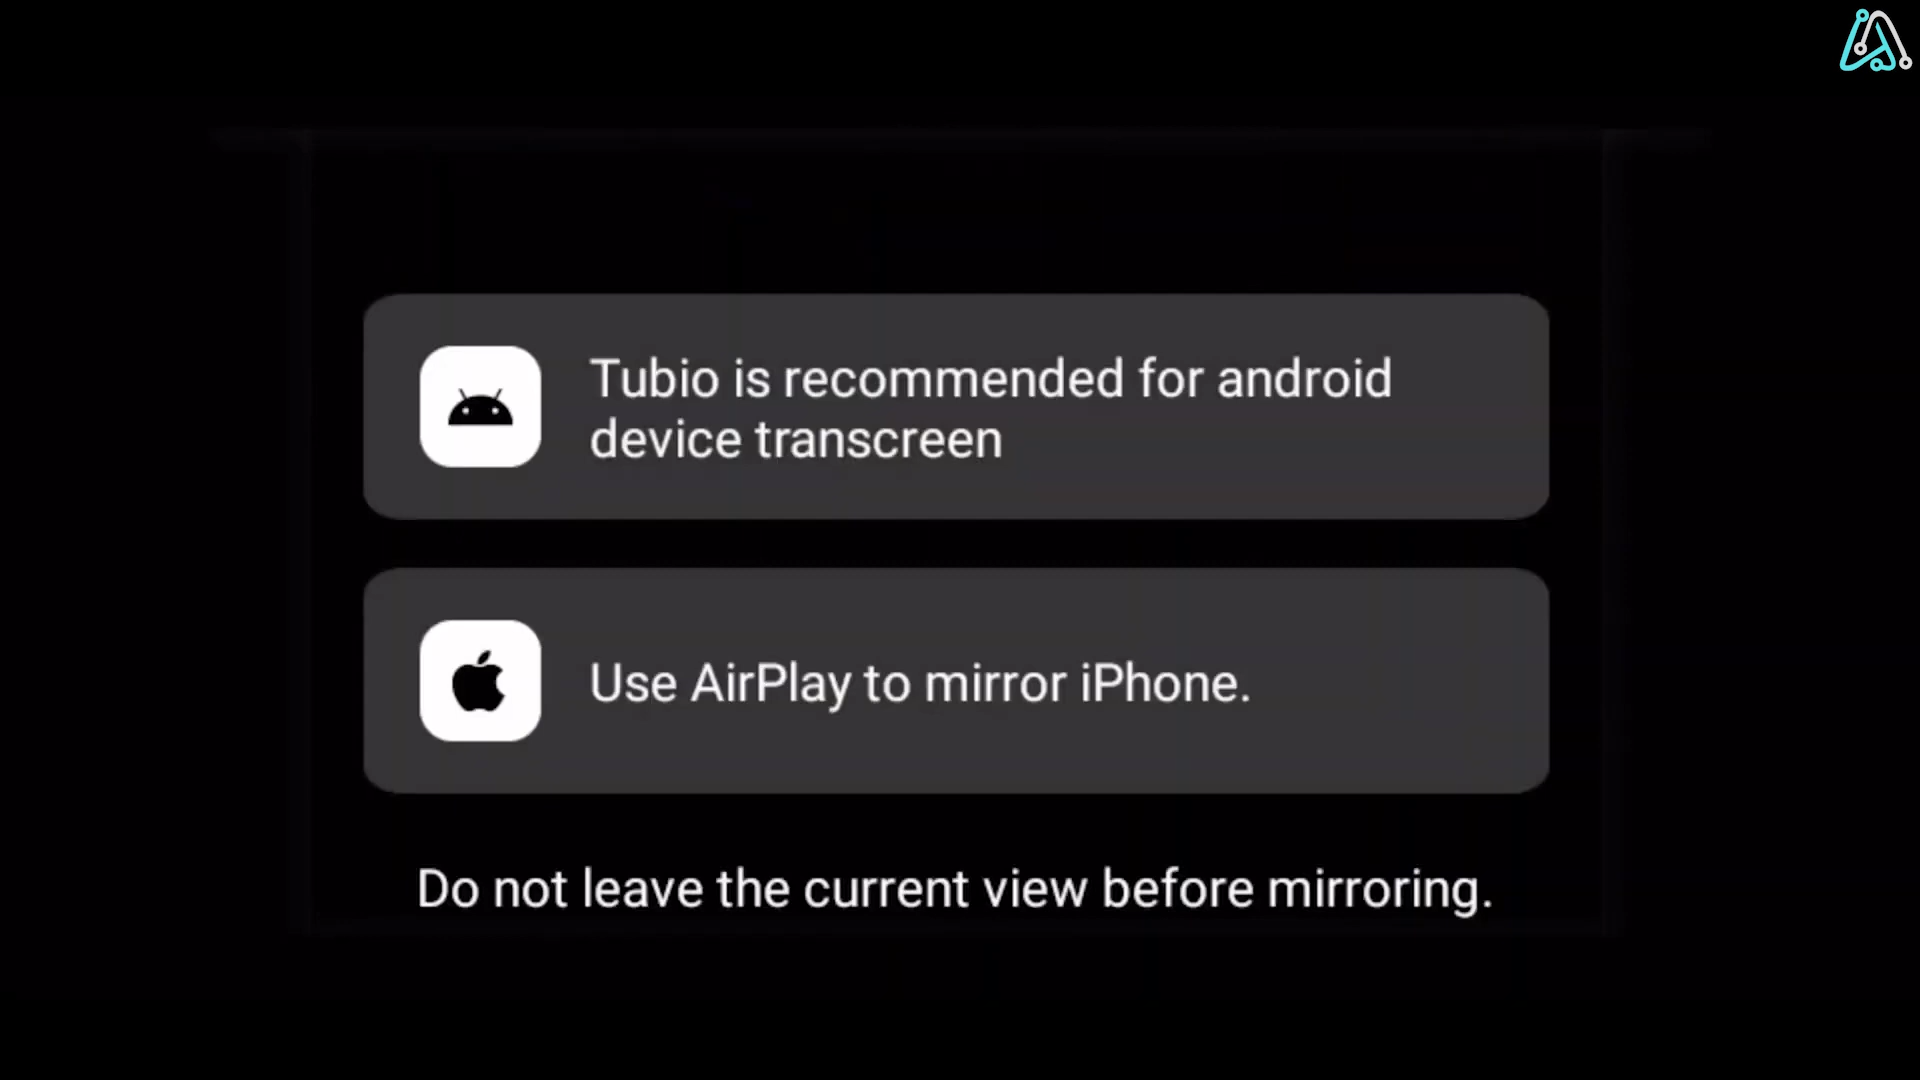 Tubio is recommended for android
device transcreen
Use AirPlay to mirror iPhone.
Do not leave the current view before mirroring.